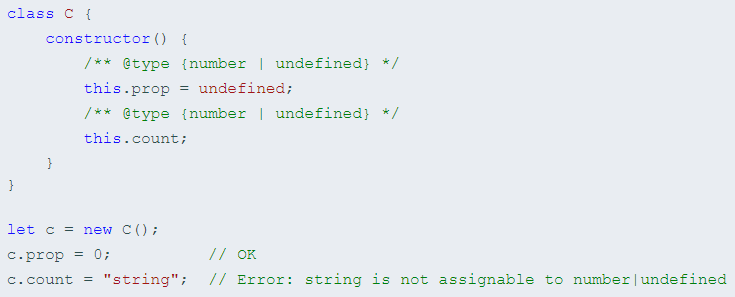 class C {
    constructor() {
        /** @type {number | undefined} */
        this.prop = undefined;
        /** @type {number | undefined} */
        this.count;
    }
}

let c = new C();
c.prop = 0;          // OK
c.count = "string";  // Error: string is not assignable to number|undefined